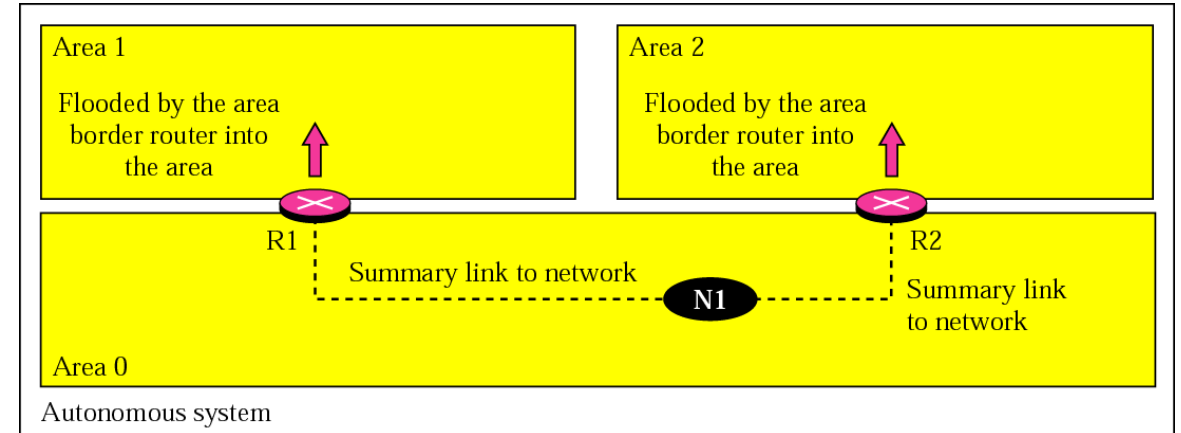 Area 1
Flooded by the area
border router into
the area
Area 2
Flooded by the area
border router into
the area
R1
R2
Summary link to network
N1
Summary link
to network
Area 0
Autonomous system